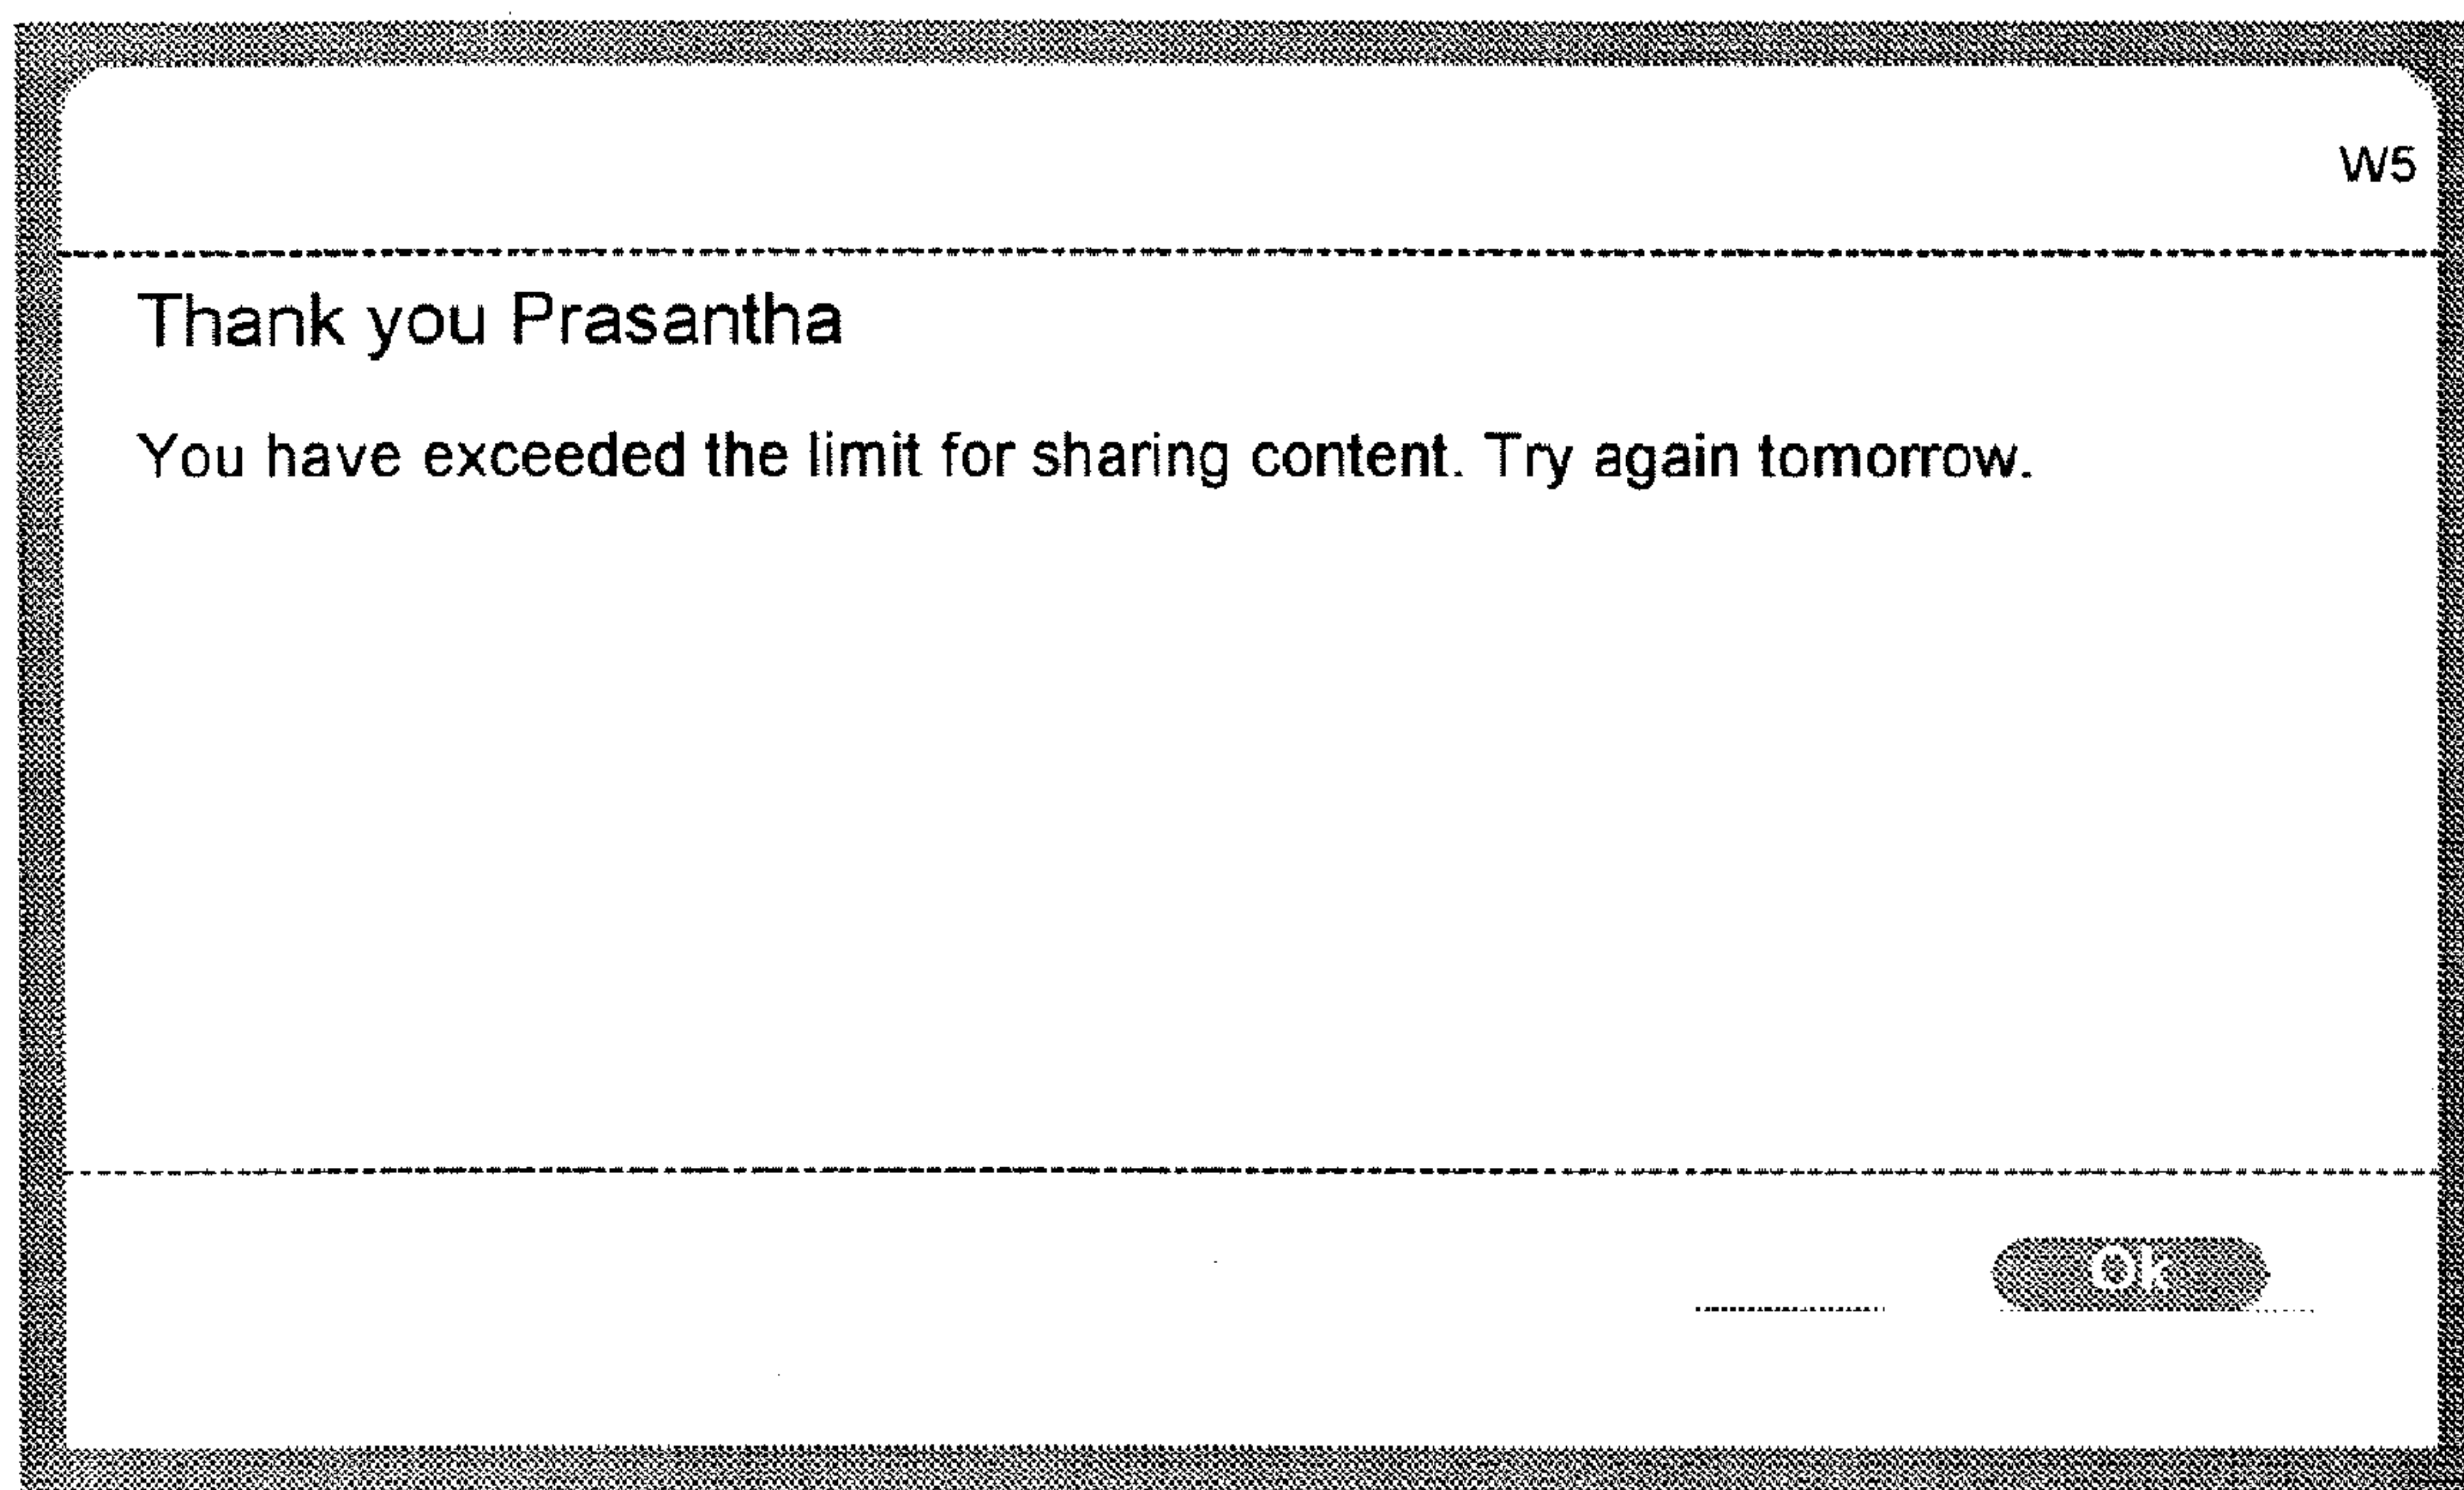 W5
Thank you Prasantha
You have exceeded the limit for sharing content. Try again tomorrow.
Ok